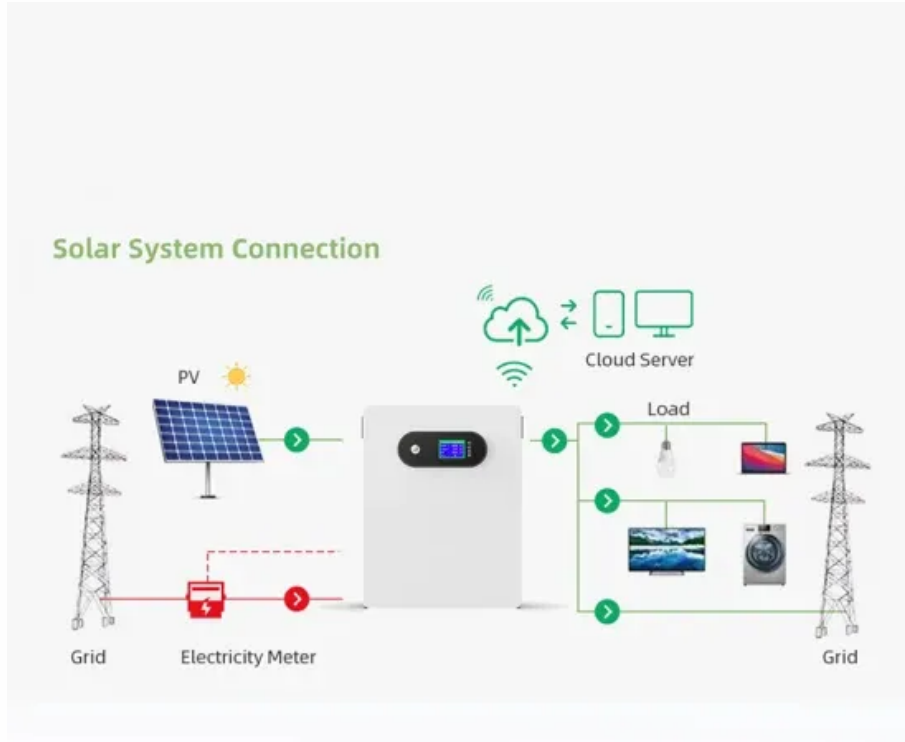 Solar System Connection
Cloud Server
PV
Load
Grid
Electricity Meter
Grid